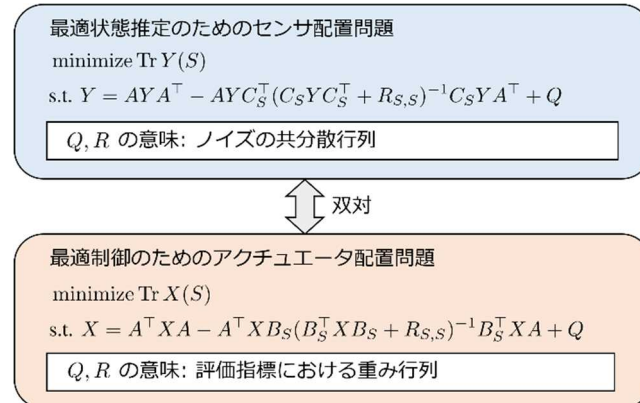 最適状態推定のためのセンサ配置問題
minimize Tr Y(S)
s.t. Y = AYA^⊤ − AYC_S^⊤(C_S Y C_S^⊤ + R_{S,S})^{−1}C_S Y A^⊤ + Q
Q, R の意味: ノイズの共分散行列
双対
最適制御のためのアクチュエータ配置問題
minimize Tr X(S)
s.t. X = A^⊤XA − A^⊤XB_S(B_S^⊤XB_S + R_{S,S})^{−1}B_S^⊤XA + Q
Q, R の意味: 評価指標における重み行列